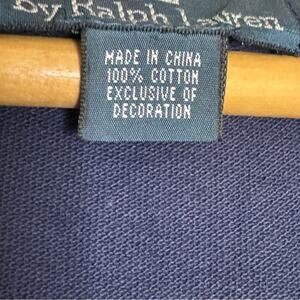 by Ralph Lauren
MADE IN CHINA
100% COTTON
EXCLUSIVE OF
DECORATION